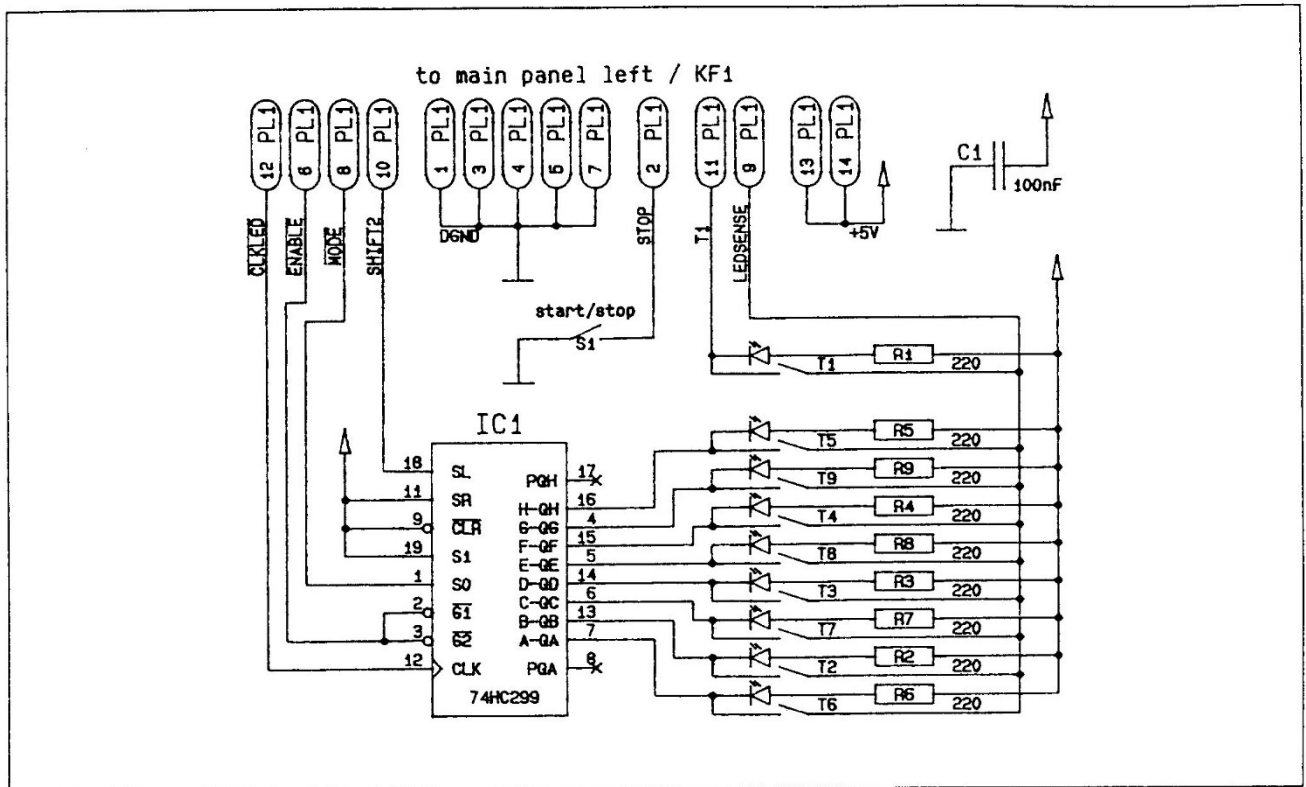 to main panel left / KF1
12 PL1
6 PL1
8 PL1
10 PL1
1 PL1
3 PL1
4 PL1
5 PL1
7 PL1
2 PL1
11 PL1
9 PL1
13 PL1
14 PL1
C1
100nF
CLKLED
ENABLE
MODE
SHIFT2
DGND
STOP
T1
LEDSENSE
+5V
start/stop
S1
T1
R1
220
IC1
18 SL
11 SR
9 CLR
19 S1
1 S0
2 G1
3 G2
12 CLK
PQH 17
H-QH 16
G-QG 4
F-QF 15
E-QE 5
D-QD 14
C-QC 6
B-QB 13
A-QA 7
PQA 8
74HC299
T5 R5 220
T9 R9 220
T4 R4 220
T8 R8 220
T3 R3 220
T7 R7 220
T2 R2 220
T6 R6 220